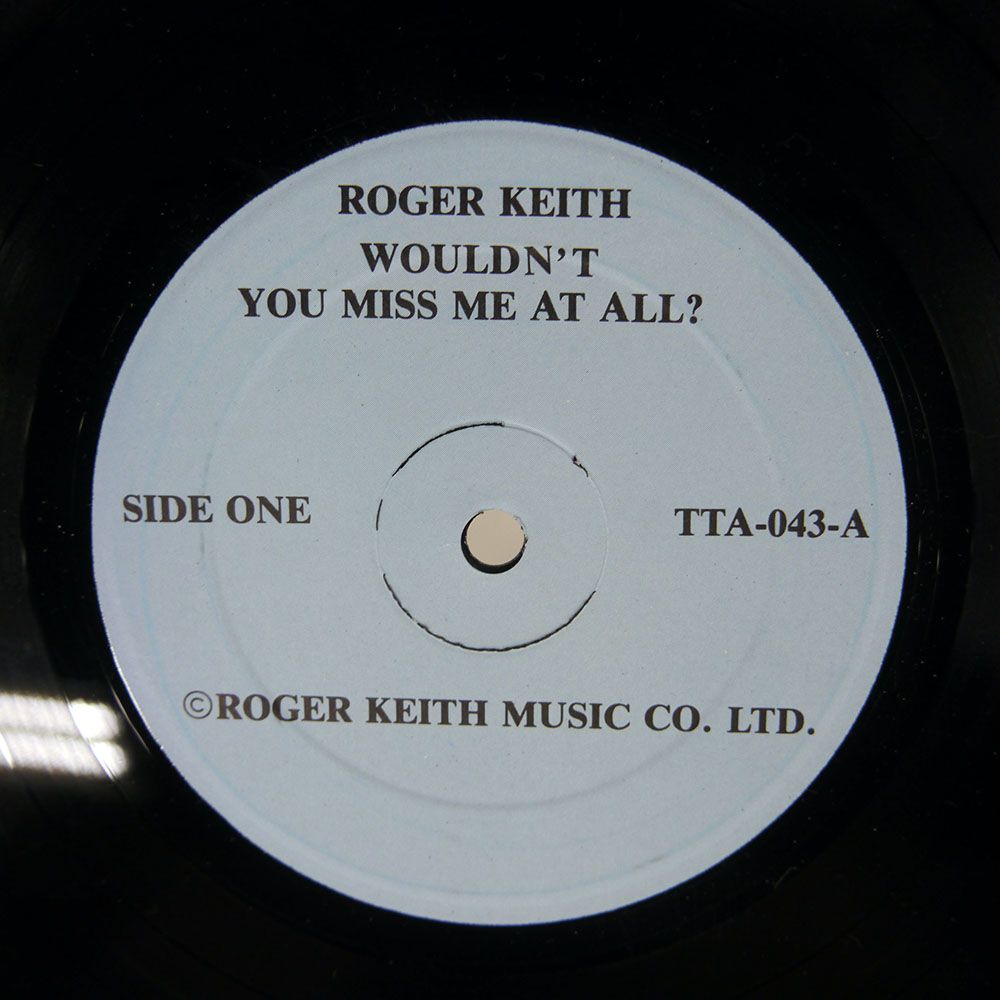 ROGER KEITH
WOULDN'T
YOU MISS ME AT ALL?
SIDE ONE
TTA-043-A
©ROGER KEITH MUSIC CO. LTD.